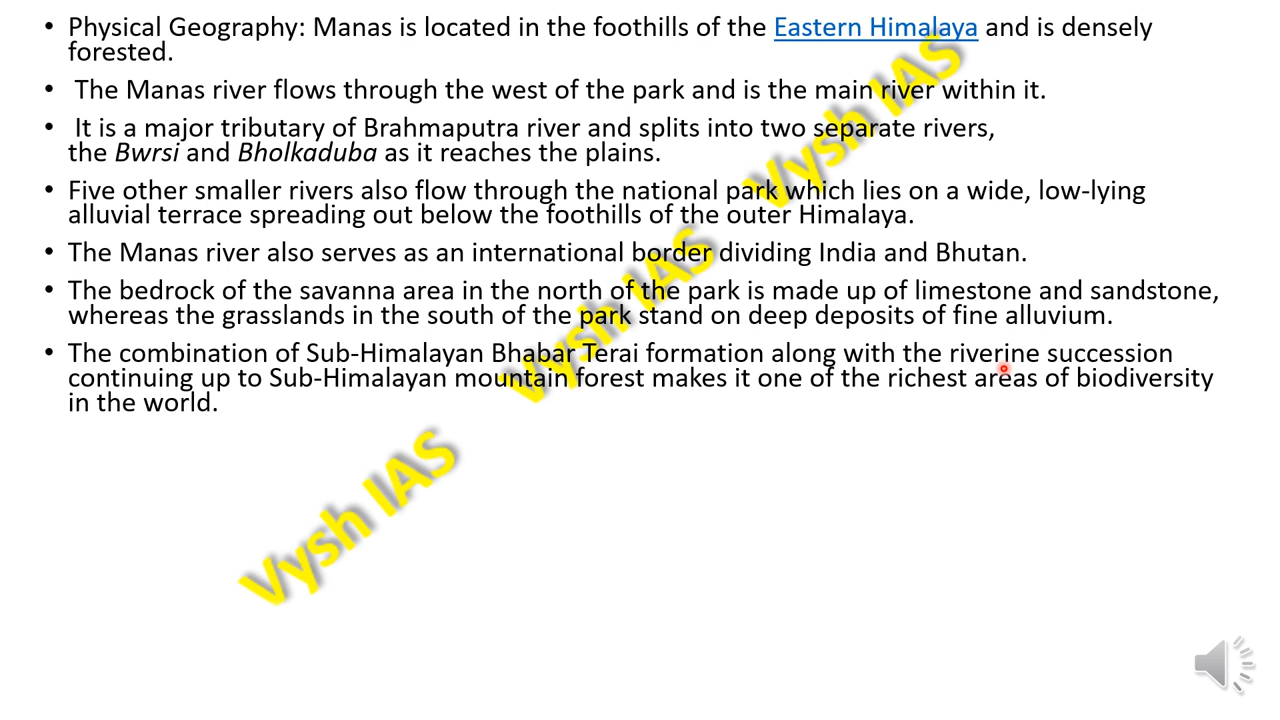 • Physical Geography: Manas is located in the foothills of the Eastern Himalaya and is densely
forested.
• The Manas river flows through the west of the park and is the main river within it.
• It is a major tributary of Brahmaputra river and splits into two separate rivers,
the Bwrsi and Bholkaduba as it reaches the plains.
• Five other smaller rivers also flow through the national park which lies on a wide, low-lying
alluvial terrace spreading out below the foothills of the outer Himalaya.
• The Manas river also serves as an international border dividing India and Bhutan.
• The bedrock of the savanna area in the north of the park is made up of limestone and sandstone,
whereas the grasslands in the south of the park stand on deep deposits of fine alluvium.
• The combination of Sub-Himalayan Bhabar Terai formation along with the riverine succession
continuing up to Sub-Himalayan mountain forest makes it one of the richest areas of biodiversity
in the world.
Vysh IAS
Vysh IAS
Vysh IAS